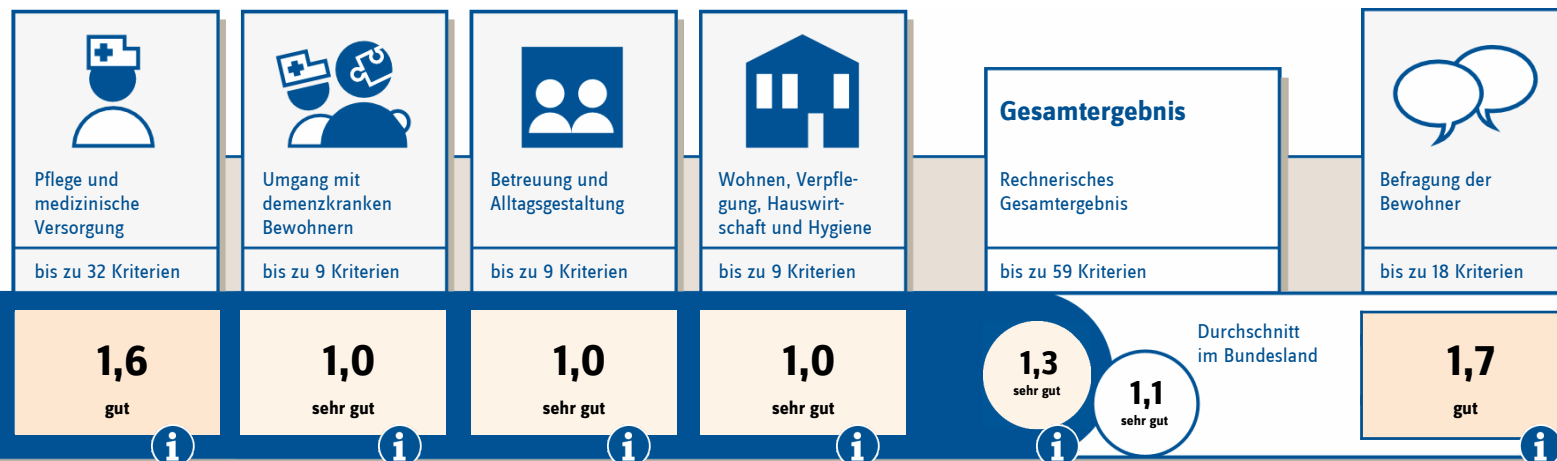 Pflege und
medizinische
Versorgung
bis zu 32 Kriterien
1,6
gut
i
Umgang mit
demenzkranken
Bewohnern
bis zu 9 Kriterien
1,0
sehr gut
i
Betreuung und
Alltagsgestaltung
bis zu 9 Kriterien
1,0
sehr gut
i
Wohnen, Verpfle-
gung, Hauswirt-
schaft und Hygiene
bis zu 9 Kriterien
1,0
sehr gut
i
Gesamtergebnis
Rechnerisches
Gesamtergebnis
bis zu 59 Kriterien
1,3
sehr gut
i
Durchschnitt
im Bundesland
1,1
sehr gut
Befragung der
Bewohner
bis zu 18 Kriterien
1,7
gut
i